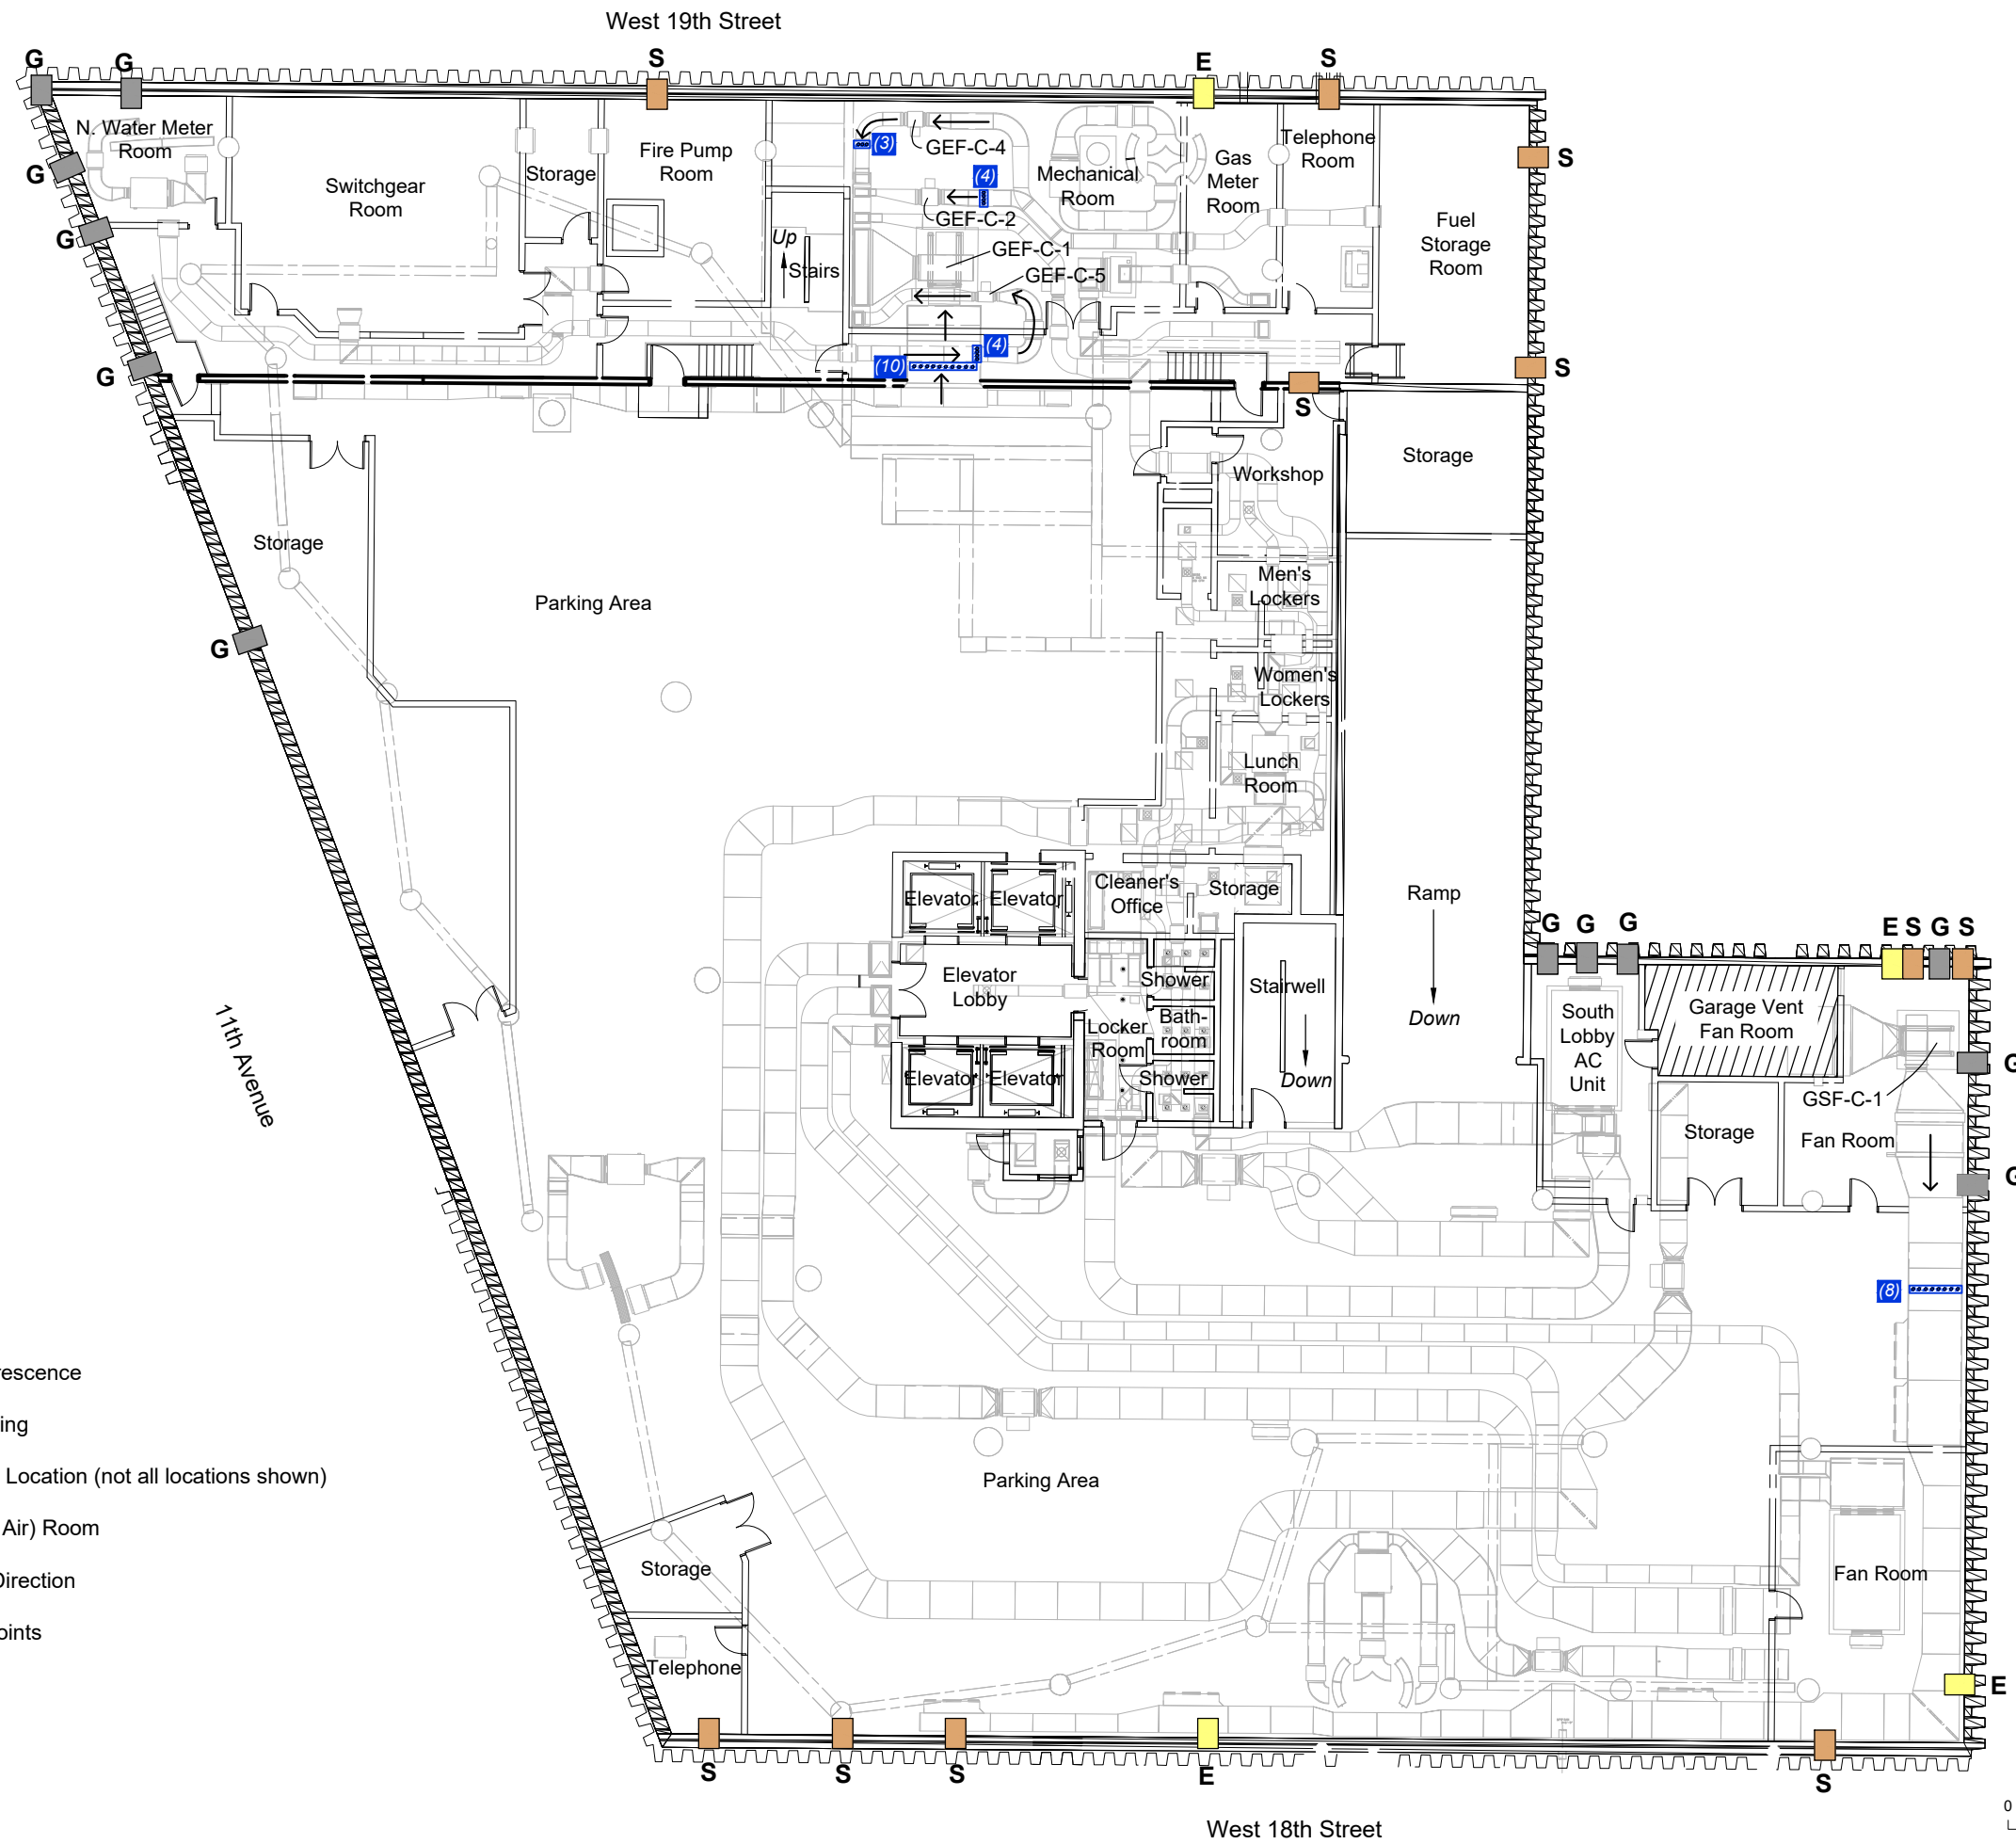 West 19th Street
G
G
S
E
S
N. Water Meter
Room
Switchgear
Room
Storage
Fire Pump
Room
(3)
GEF-C-4
(4)
GEF-C-2
GEF-C-1
GEF-C-5
Mechanical
Room
Gas
Meter
Room
Telephone
Room
Fuel
Storage
Room
S
G
G
Up
Stairs
(4)
(10)
G
S
S
Storage
Workshop
Storage
Men's
Lockers
Parking Area
G
Women's
Lockers
Lunch
Room
Elevator
Elevator
Cleaner's
Office
Storage
Ramp
Down
Elevator
Lobby
Shower
Locker
Room
Bath-
room
Shower
Stairwell
Down
Elevator
Elevator
G
G
G
E
S
G
S
South
Lobby
AC
Unit
Garage Vent
Fan Room
G
GSF-C-1
Storage
Fan Room
G
11th Avenue
(8)
rescence
ing
Location (not all locations shown)
Air) Room
Direction
oints
Parking Area
Storage
Telephone
Fan Room
E
S
S
S
E
S
West 18th Street
0